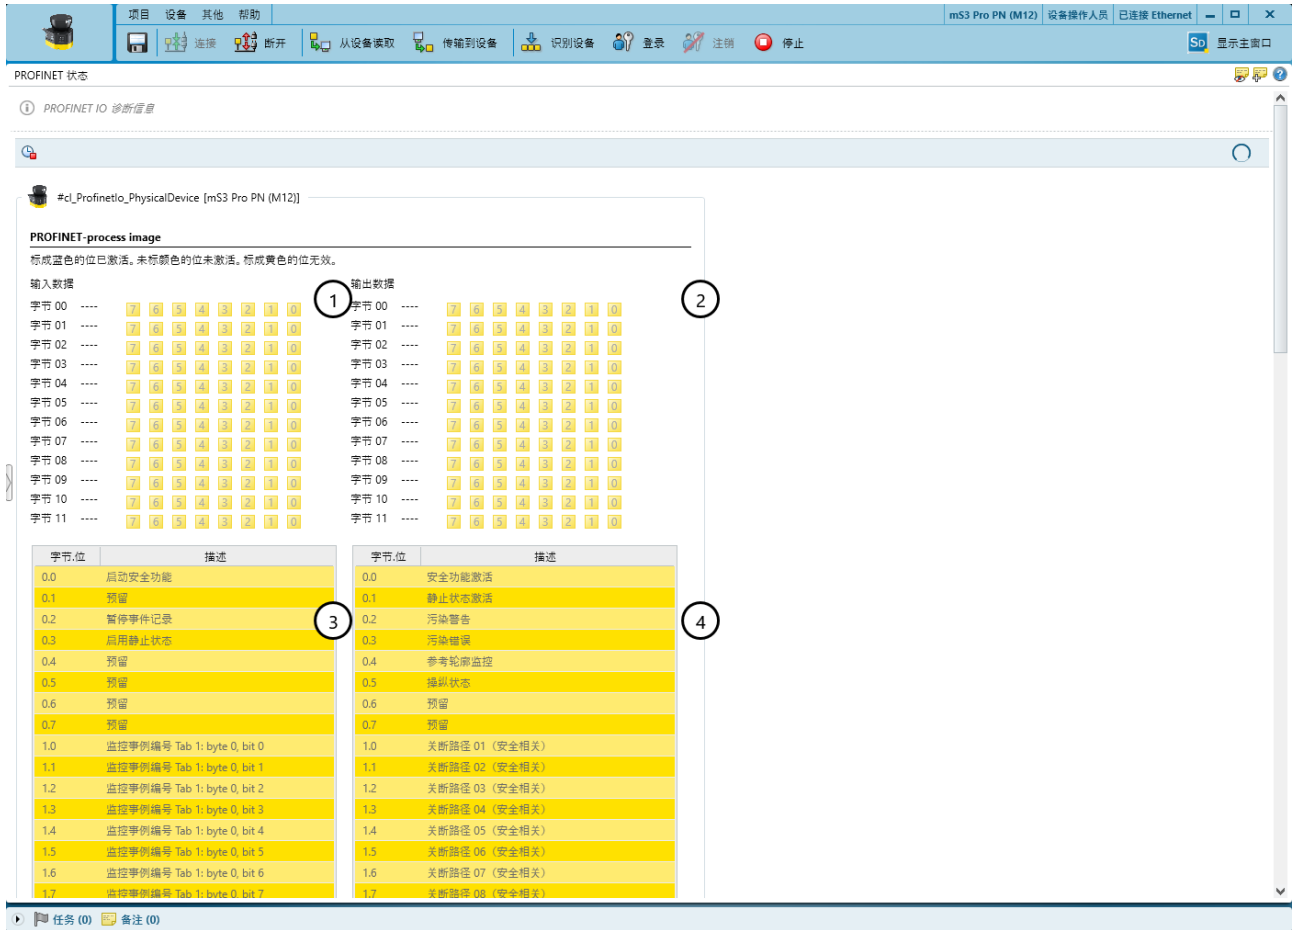 项目 设备 其他 帮助
mS3 Pro PN (M12) 设备操作人员 已连接 Ethernet
连接 断开 从设备读取 传输到设备 识别设备 登录 注销 停止 SD 显示主窗口
PROFINET 状态
PROFINET IO 诊断信息
#cl_ProfinetIo_PhysicalDevice [mS3 Pro PN (M12)]
PROFINET-process image
标成蓝色的位已激活。未标颜色的位未激活。标成黄色的位无效。
输入数据 1 输出数据 2
字节 00 ---- 7 6 5 4 3 2 1 0 字节 00 ---- 7 6 5 4 3 2 1 0
字节 01 ---- 7 6 5 4 3 2 1 0 字节 01 ---- 7 6 5 4 3 2 1 0
字节 02 ---- 7 6 5 4 3 2 1 0 字节 02 ---- 7 6 5 4 3 2 1 0
字节 03 ---- 7 6 5 4 3 2 1 0 字节 03 ---- 7 6 5 4 3 2 1 0
字节 04 ---- 7 6 5 4 3 2 1 0 字节 04 ---- 7 6 5 4 3 2 1 0
字节 05 ---- 7 6 5 4 3 2 1 0 字节 05 ---- 7 6 5 4 3 2 1 0
字节 06 ---- 7 6 5 4 3 2 1 0 字节 06 ---- 7 6 5 4 3 2 1 0
字节 07 ---- 7 6 5 4 3 2 1 0 字节 07 ---- 7 6 5 4 3 2 1 0
字节 08 ---- 7 6 5 4 3 2 1 0 字节 08 ---- 7 6 5 4 3 2 1 0
字节 09 ---- 7 6 5 4 3 2 1 0 字节 09 ---- 7 6 5 4 3 2 1 0
字节 10 ---- 7 6 5 4 3 2 1 0 字节 10 ---- 7 6 5 4 3 2 1 0
字节 11 ---- 7 6 5 4 3 2 1 0 字节 11 ---- 7 6 5 4 3 2 1 0
字节.位 描述 字节.位 描述
0.0 启动安全功能 0.0 安全功能激活
0.1 预留 0.1 静止状态激活
0.2 暂停事件记录 3 0.2 污染警告 4
0.3 启用静止状态 0.3 污染错误
0.4 预留 0.4 参考轮廓监控
0.5 预留 0.5 操纵状态
0.6 预留 0.6 预留
0.7 预留 0.7 预留
1.0 监控事例编号 Tab 1: byte 0, bit 0 1.0 关断路径 01（安全相关）
1.1 监控事例编号 Tab 1: byte 0, bit 1 1.1 关断路径 02（安全相关）
1.2 监控事例编号 Tab 1: byte 0, bit 2 1.2 关断路径 03（安全相关）
1.3 监控事例编号 Tab 1: byte 0, bit 3 1.3 关断路径 04（安全相关）
1.4 监控事例编号 Tab 1: byte 0, bit 4 1.4 关断路径 05（安全相关）
1.5 监控事例编号 Tab 1: byte 0, bit 5 1.5 关断路径 06（安全相关）
1.6 监控事例编号 Tab 1: byte 0, bit 6 1.6 关断路径 07（安全相关）
1.7 监控事例编号 Tab 1: byte 0, bit 7 1.7 关断路径 08（安全相关）
任务 (0) 备注 (0)